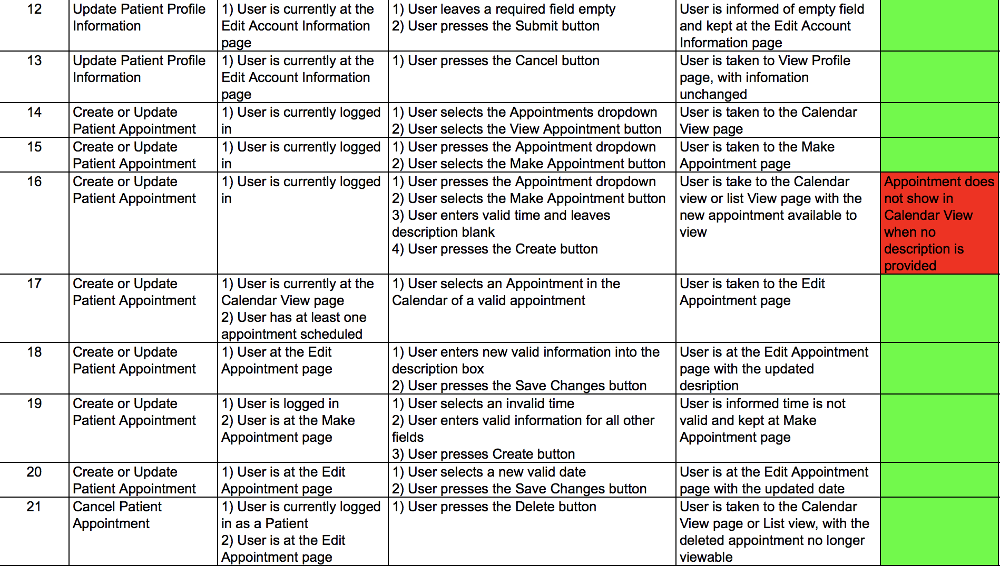 12
Update Patient Profile
Information
1) User is currently at the
Edit Account Information
page
1) User leaves a required field empty
2) User presses the Submit button
User is informed of empty field
and kept at the Edit Account
Information page
13
Update Patient Profile
Information
1) User is currently at the
Edit Account Information
page
1) User presses the Cancel button
User is taken to View Profile
page, with infomation
unchanged
14
Create or Update
Patient Appointment
1) User is currently logged
in
1) User selects the Appointments dropdown
2) User selects the View Appointment button
User is taken to the Calendar
View page
15
Create or Update
Patient Appointment
1) User is currently logged
in
1) User presses the Appointment dropdown
2) User selects the Make Appointment button
User is taken to the Make
Appointment page
16
Create or Update
Patient Appointment
1) User is currently logged
in
1) User presses the Appointment dropdown
2) User selects the Make Appointment button
3) User enters valid time and leaves
description blank
4) User presses the Create button
User is take to the Calendar
view or list View page with the
new appointment available to
view
Appointment does
not show in
Calendar View
when no
description is
provided
17
Create or Update
Patient Appointment
1) User is currently at the
Calendar View page
2) User has at least one
appointment scheduled
1) User selects an Appointment in the
Calendar of a valid appointment
User is taken to the Edit
Appointment page
18
Create or Update
Patient Appointment
1) User at the Edit
Appointment page
1) User enters new valid information into the
description box
2) User presses the Save Changes button
User is at the Edit Appointment
page with the updated
desription
19
Create or Update
Patient Appointment
1) User is logged in
2) User is at the Make
Appointment page
1) User selects an invalid time
2) User enters valid information for all other
fields
3) User presses Create button
User is informed time is not
valid and kept at Make
Appointment page
20
Create or Update
Patient Appointment
1) User is at the Edit
Appointment page
1) User selects a new valid date
2) User presses the Save Changes button
User is at the Edit Appointment
page with the updated date
21
Cancel Patient
Appointment
1) User is currently logged
in as a Patient
2) User is at the Edit
Appointment page
1) User presses the Delete button
User is taken to the Calendar
View page or List view, with the
deleted appointment no longer
viewable